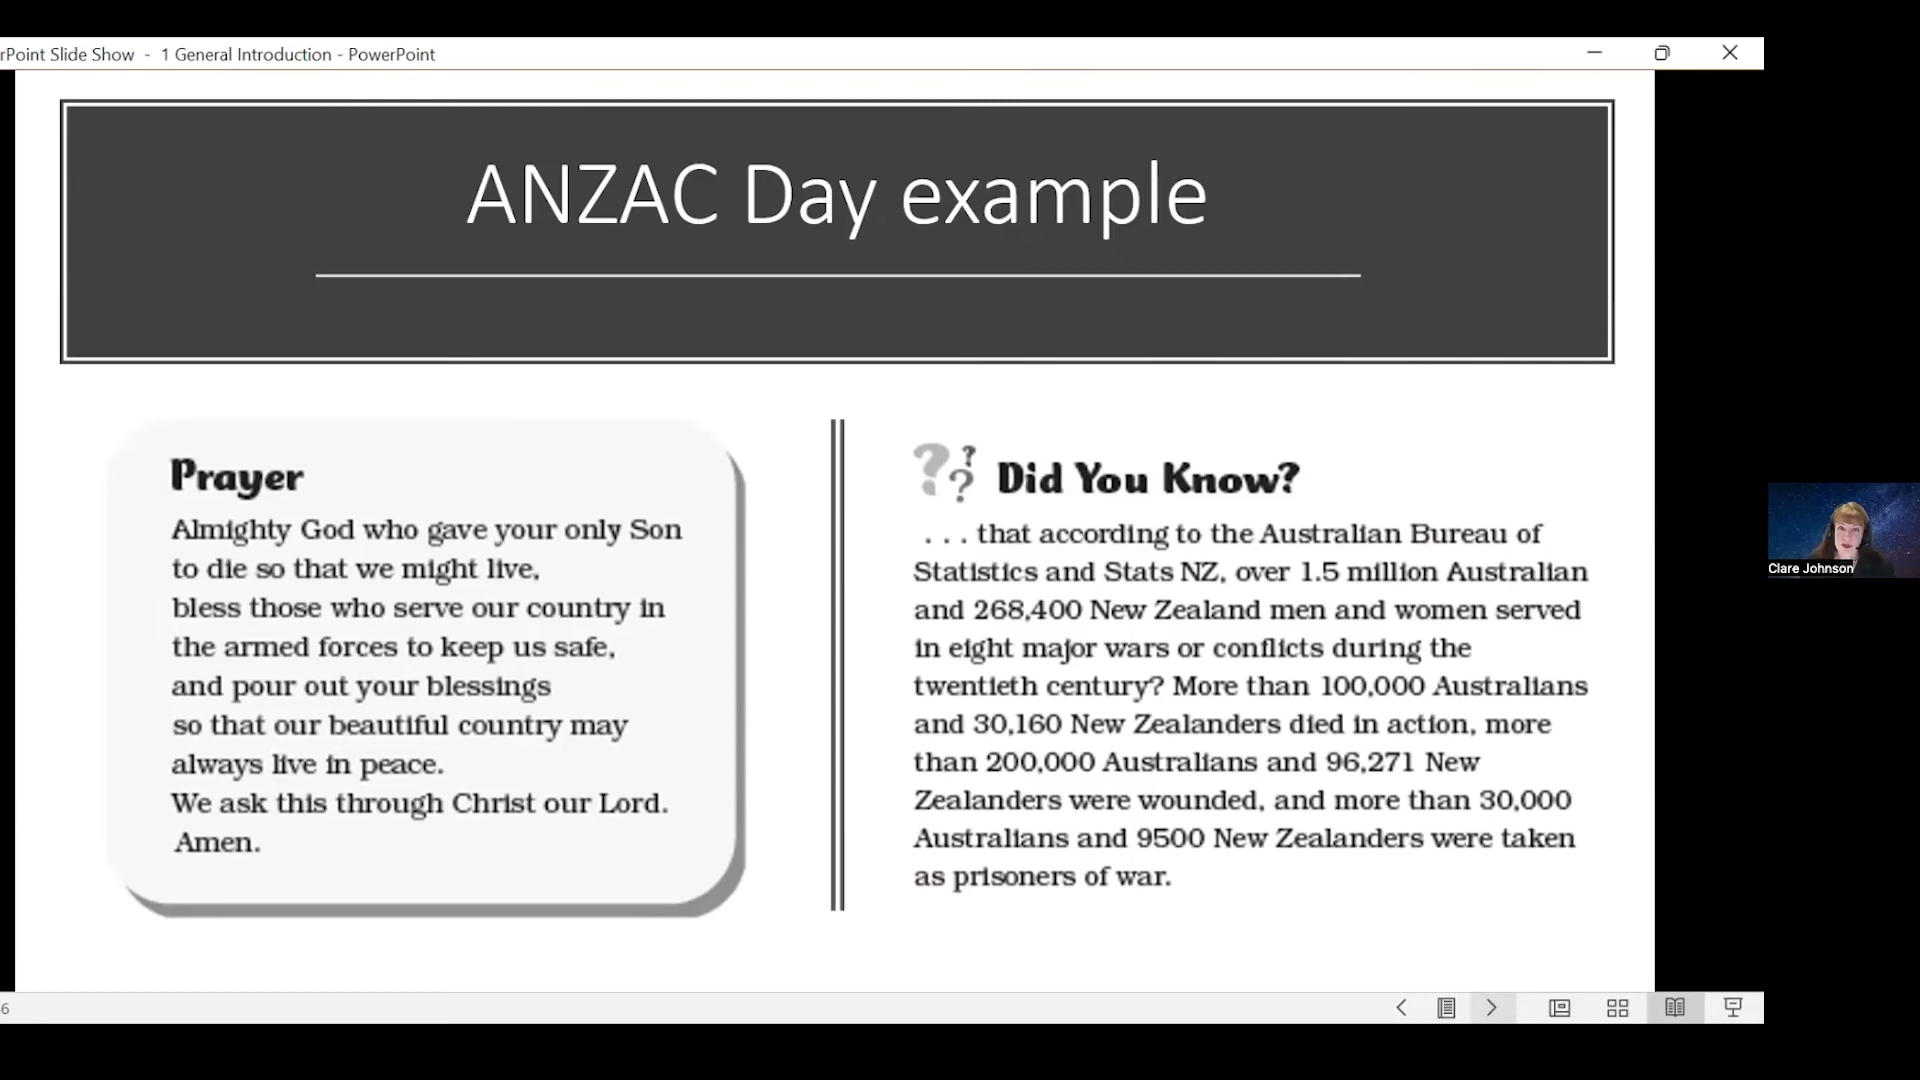 rPoint Slide Show - 1 General Introduction - PowerPoint
ANZAC Day example
Prayer
Almighty God who gave your only Son
to die so that we might live,
bless those who serve our country in
the armed forces to keep us safe,
and pour out your blessings
so that our beautiful country may
always live in peace.
We ask this through Christ our Lord.
Amen.
??? Did You Know?
. . . that according to the Australian Bureau of
Statistics and Stats NZ, over 1.5 million Australian
and 268,400 New Zealand men and women served
in eight major wars or conflicts during the
twentieth century? More than 100,000 Australians
and 30,160 New Zealanders died in action, more
than 200,000 Australians and 96,271 New
Zealanders were wounded, and more than 30,000
Australians and 9500 New Zealanders were taken
as prisoners of war.
Clare Johnson
6